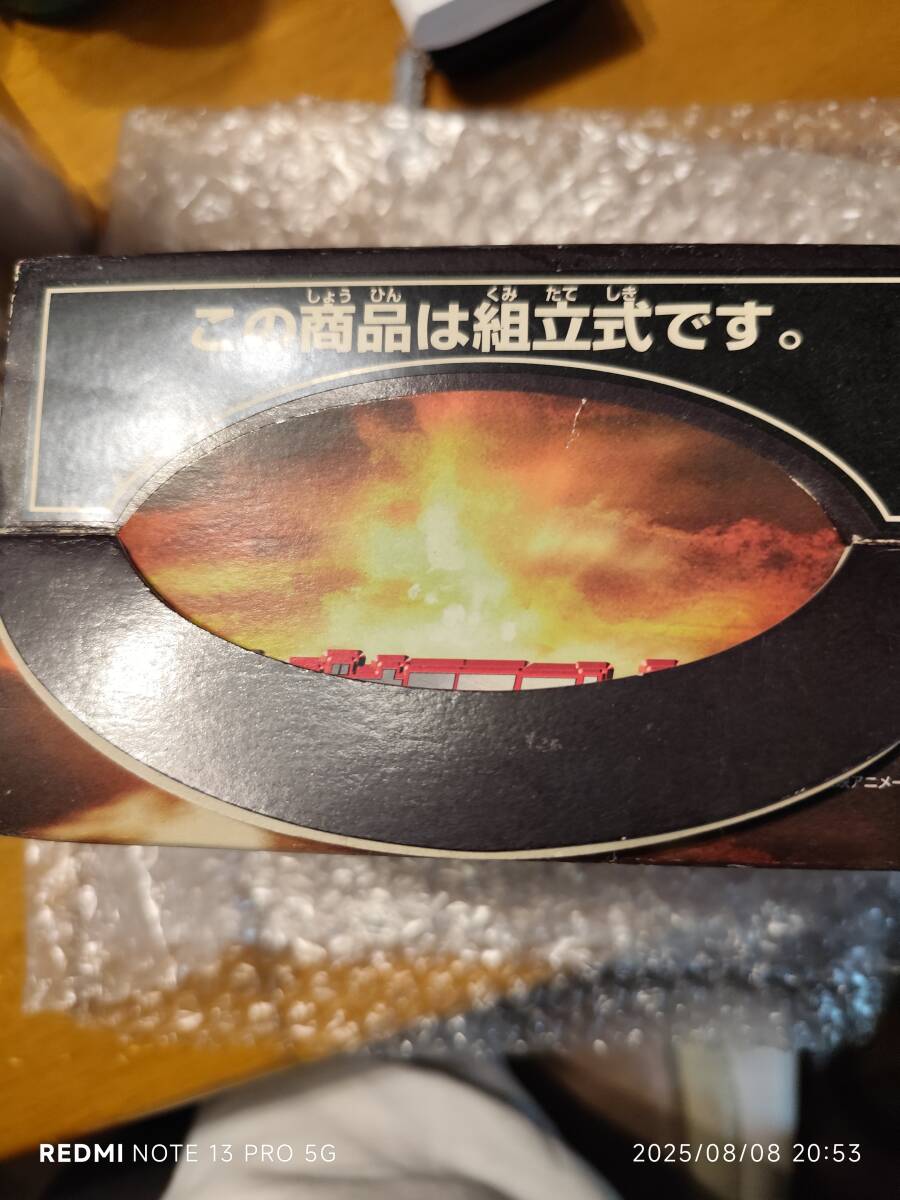 しょう ひん くみ たて しき
この商品は組立式です。
アニメー
REDMI NOTE 13 PRO 5G
2025/08/08 20:53